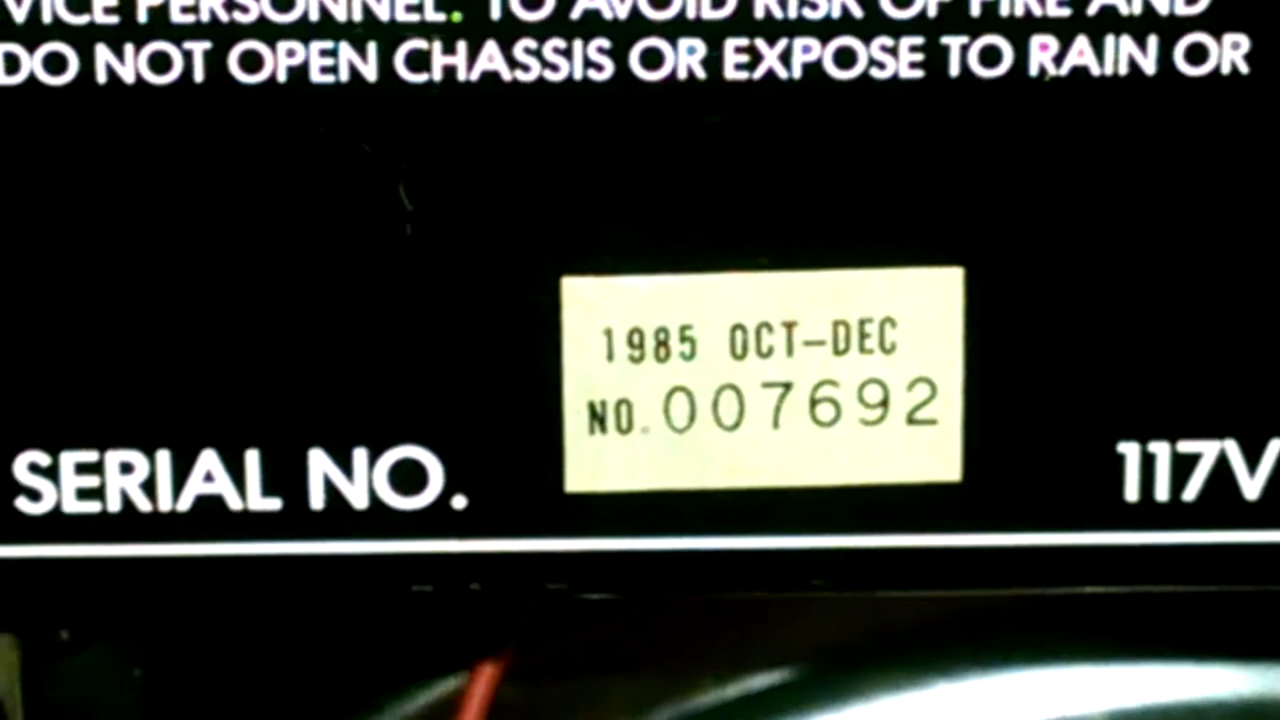 VICE PERSONNEL. TO AVOID RISK OF FIRE AND
DO NOT OPEN CHASSIS OR EXPOSE TO RAIN OR
1985 OCT-DEC
NO. 007692
SERIAL NO.
117V